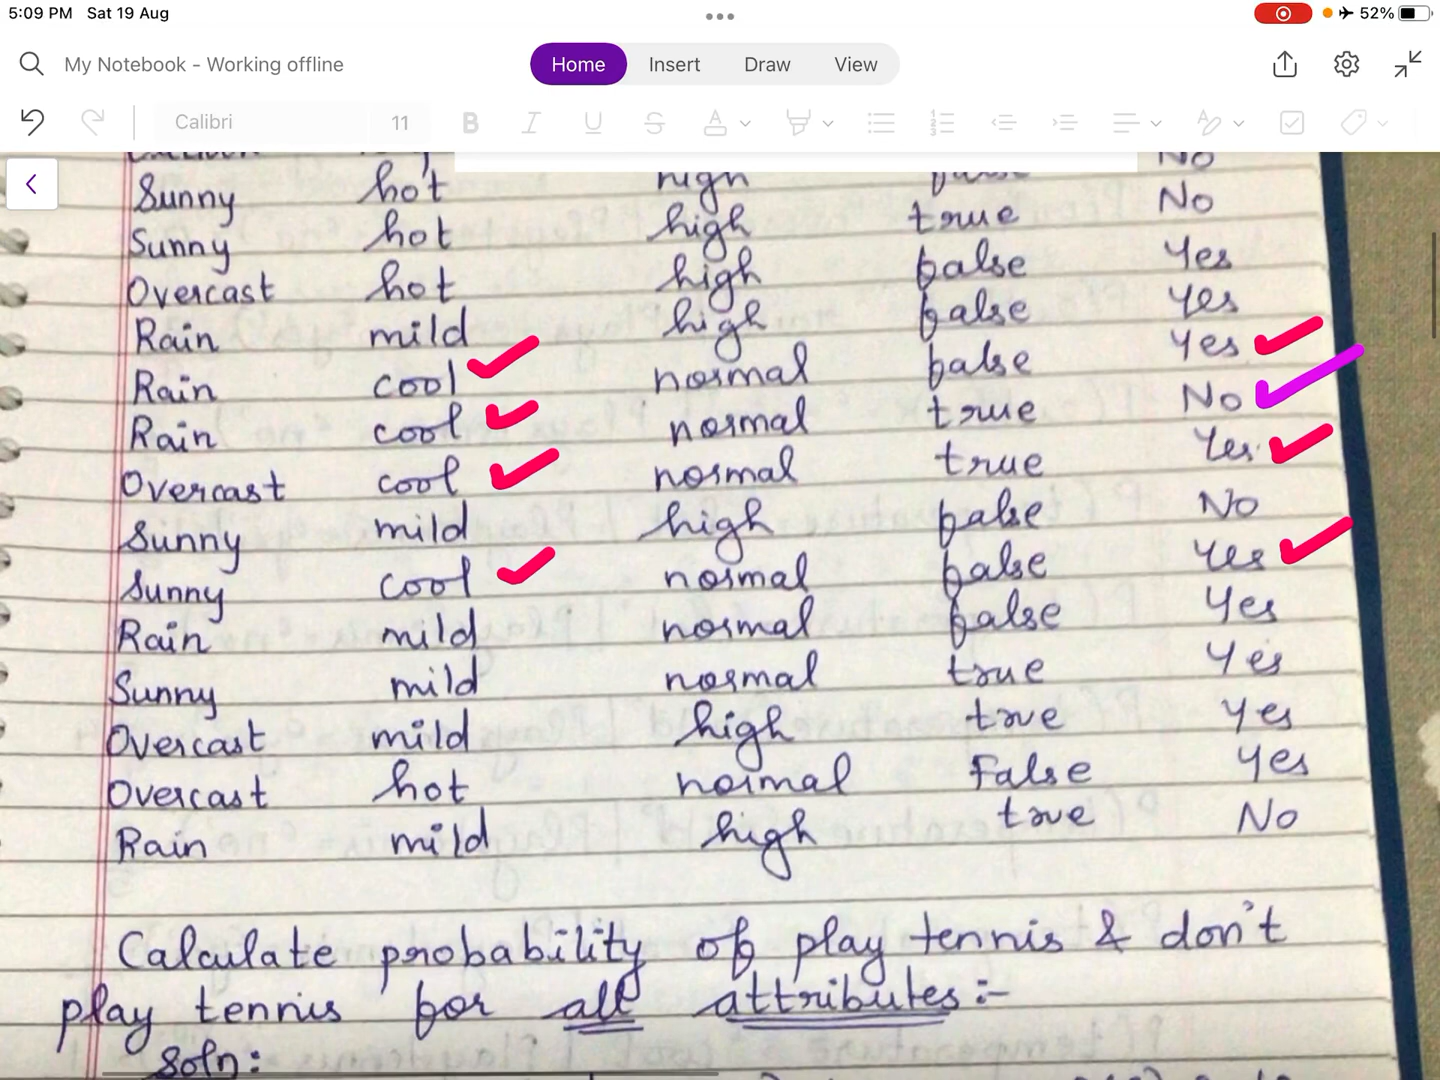 5:09 PM Sat 19 Aug 52%
My Notebook - Working offline Home Insert Draw View
Calibri 11 B I U S A
No
Sunny hot high false No
Sunny hot high true Yes
Overcast hot high false Yes
Rain mild high false Yes
Rain cool normal false No
Rain cool normal true Yes
Overcast cool normal true No
Sunny mild high false Yes
Sunny cool normal false Yes
Rain mild normal false Yes
Sunny mild normal true Yes
Overcast mild high true Yes
Overcast hot normal False No
Rain mild high true
Calculate probability of play tennis & don't
play tennis for all attributes :-
Soln: